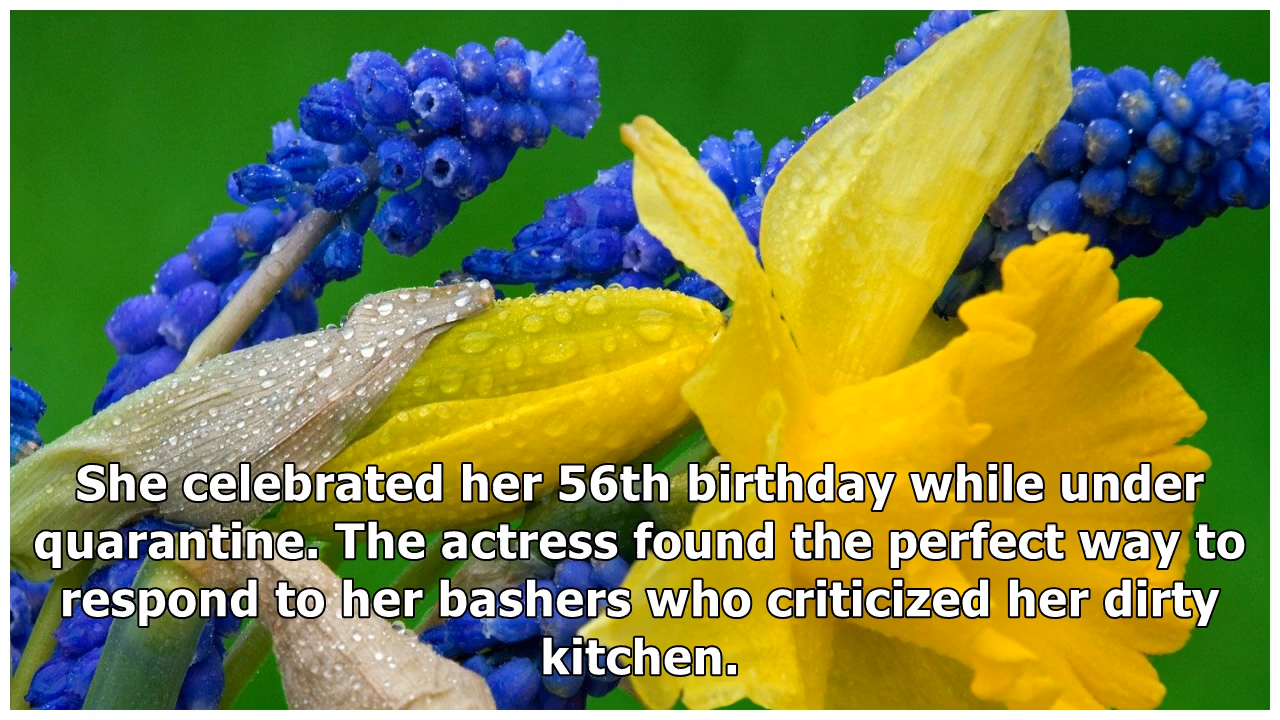 She celebrated her 56th birthday while under
quarantine. The actress found the perfect way to
respond to her bashers who criticized her dirty
kitchen.